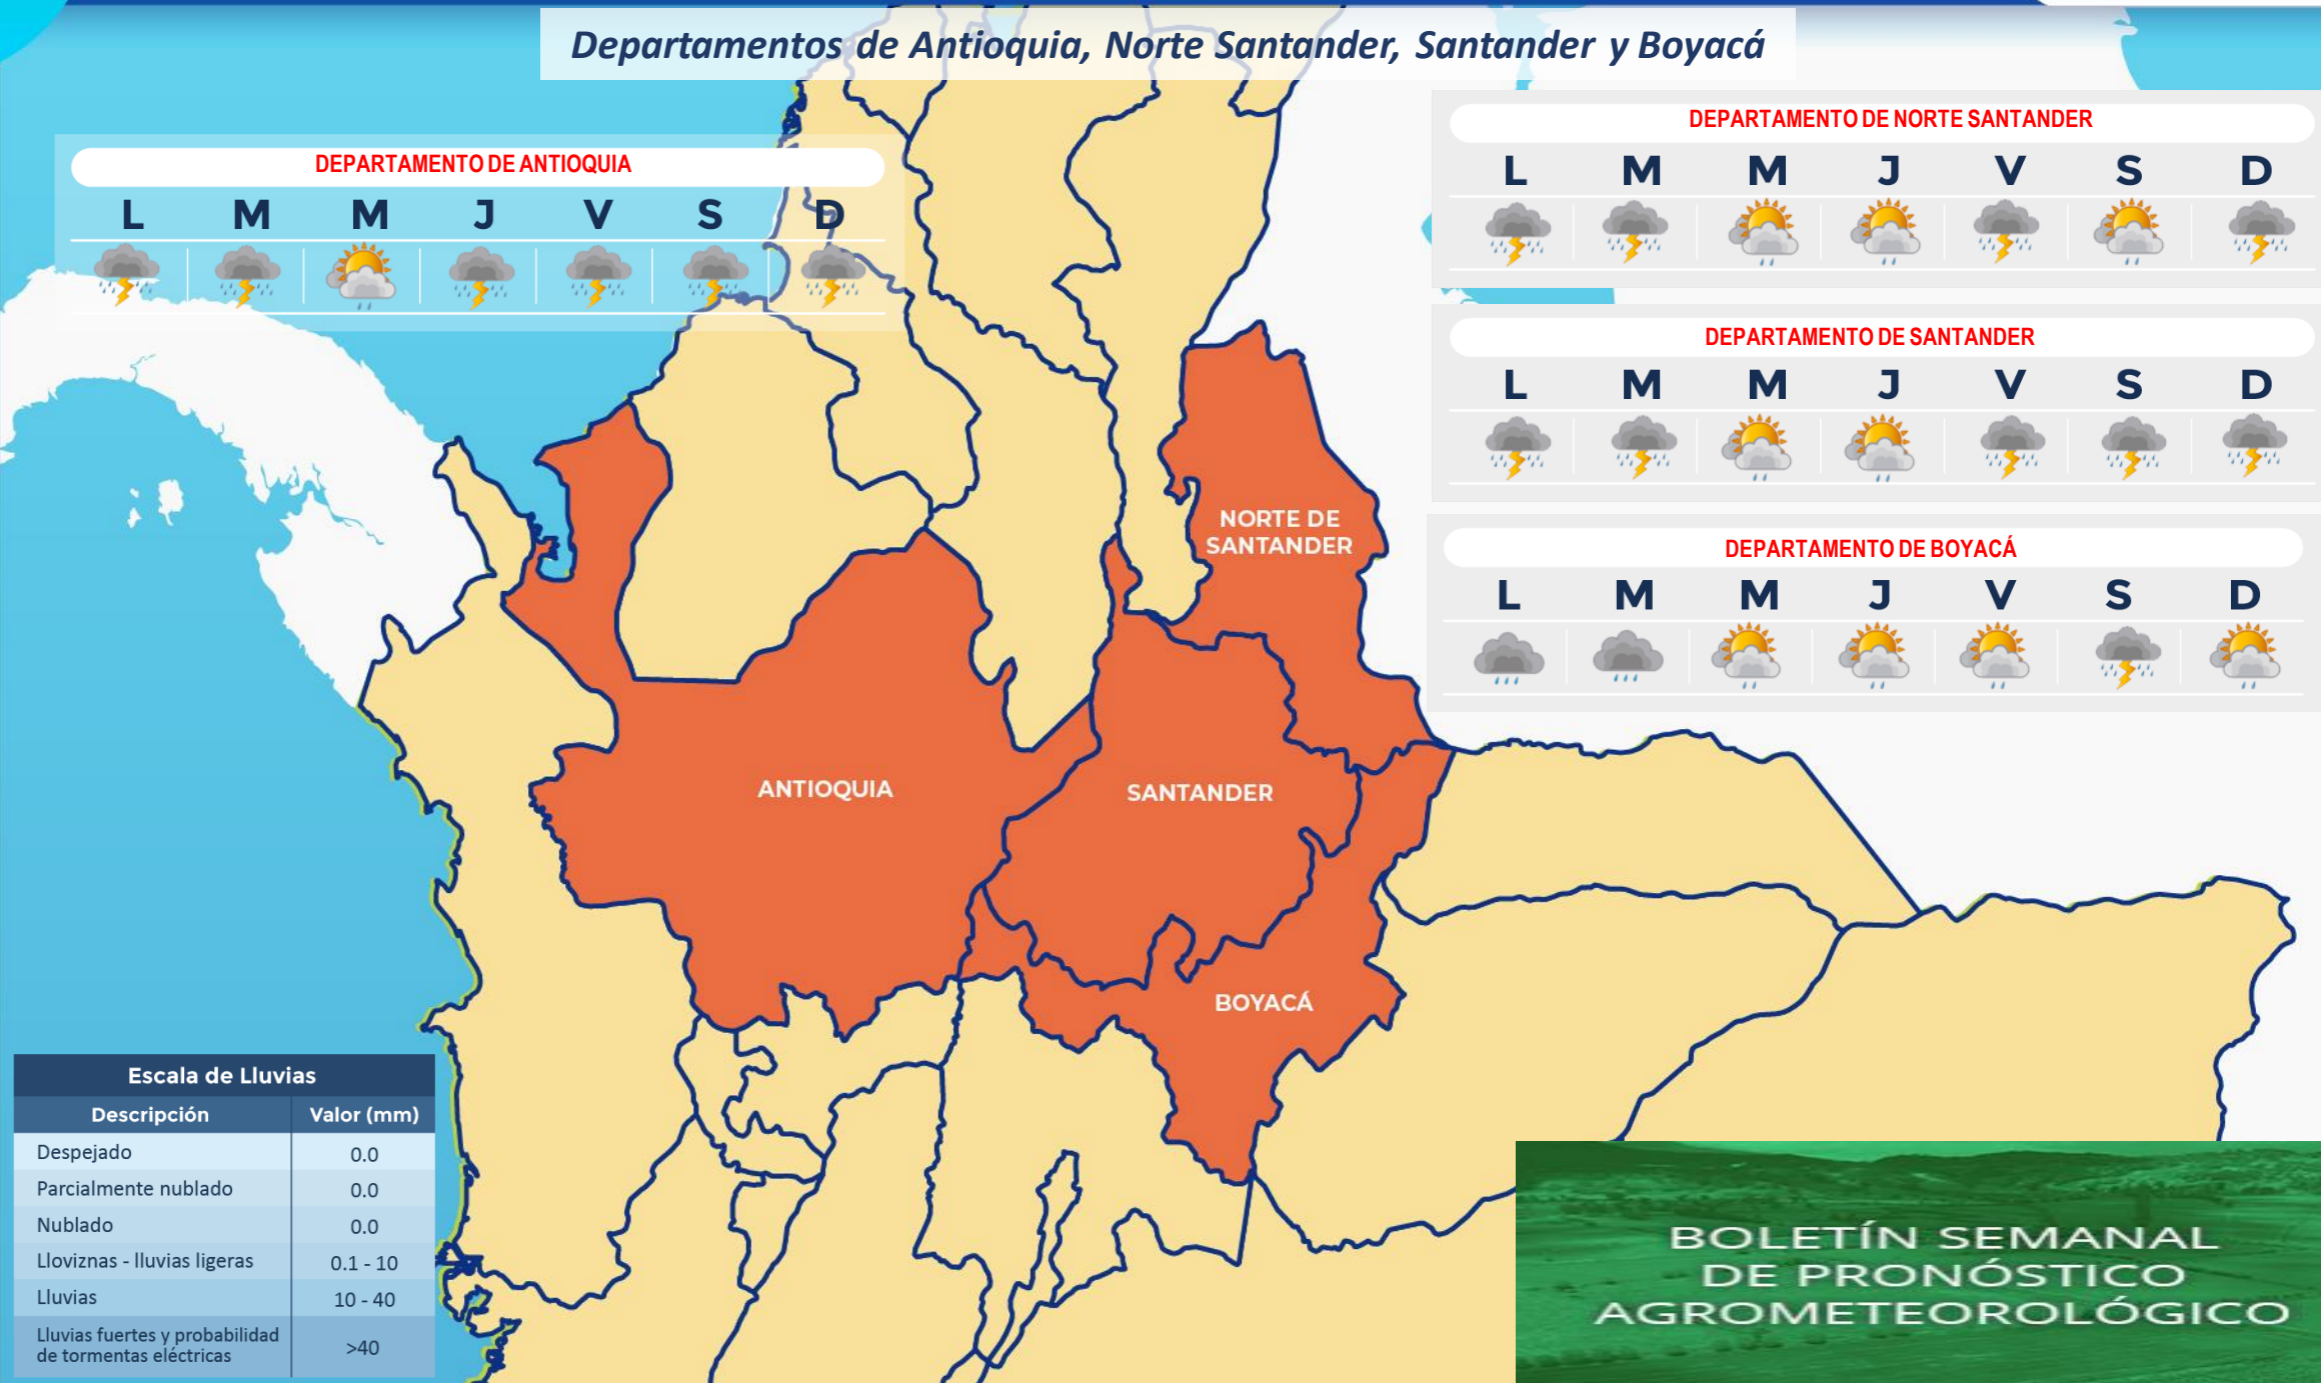 Departamentos de Antioquia, Norte Santander, Santander y Boyacá
DEPARTAMENTO DE ANTIOQUIA
L M M J V S D
DEPARTAMENTO DE NORTE SANTANDER
L M M J V S D
DEPARTAMENTO DE SANTANDER
L M M J V S D
DEPARTAMENTO DE BOYACÁ
L M M J V S D
NORTE DE
SANTANDER
ANTIOQUIA
SANTANDER
BOYACÁ
Escala de Lluvias
Descripción Valor (mm)
Despejado 0.0
Parcialmente nublado 0.0
Nublado 0.0
Lloviznas - lluvias ligeras 0.1 - 10
Lluvias 10 - 40
Lluvias fuertes y probabilidad
de tormentas eléctricas >40
BOLETÍN SEMANAL
DE PRONÓSTICO
AGROMETEOROLÓGICO